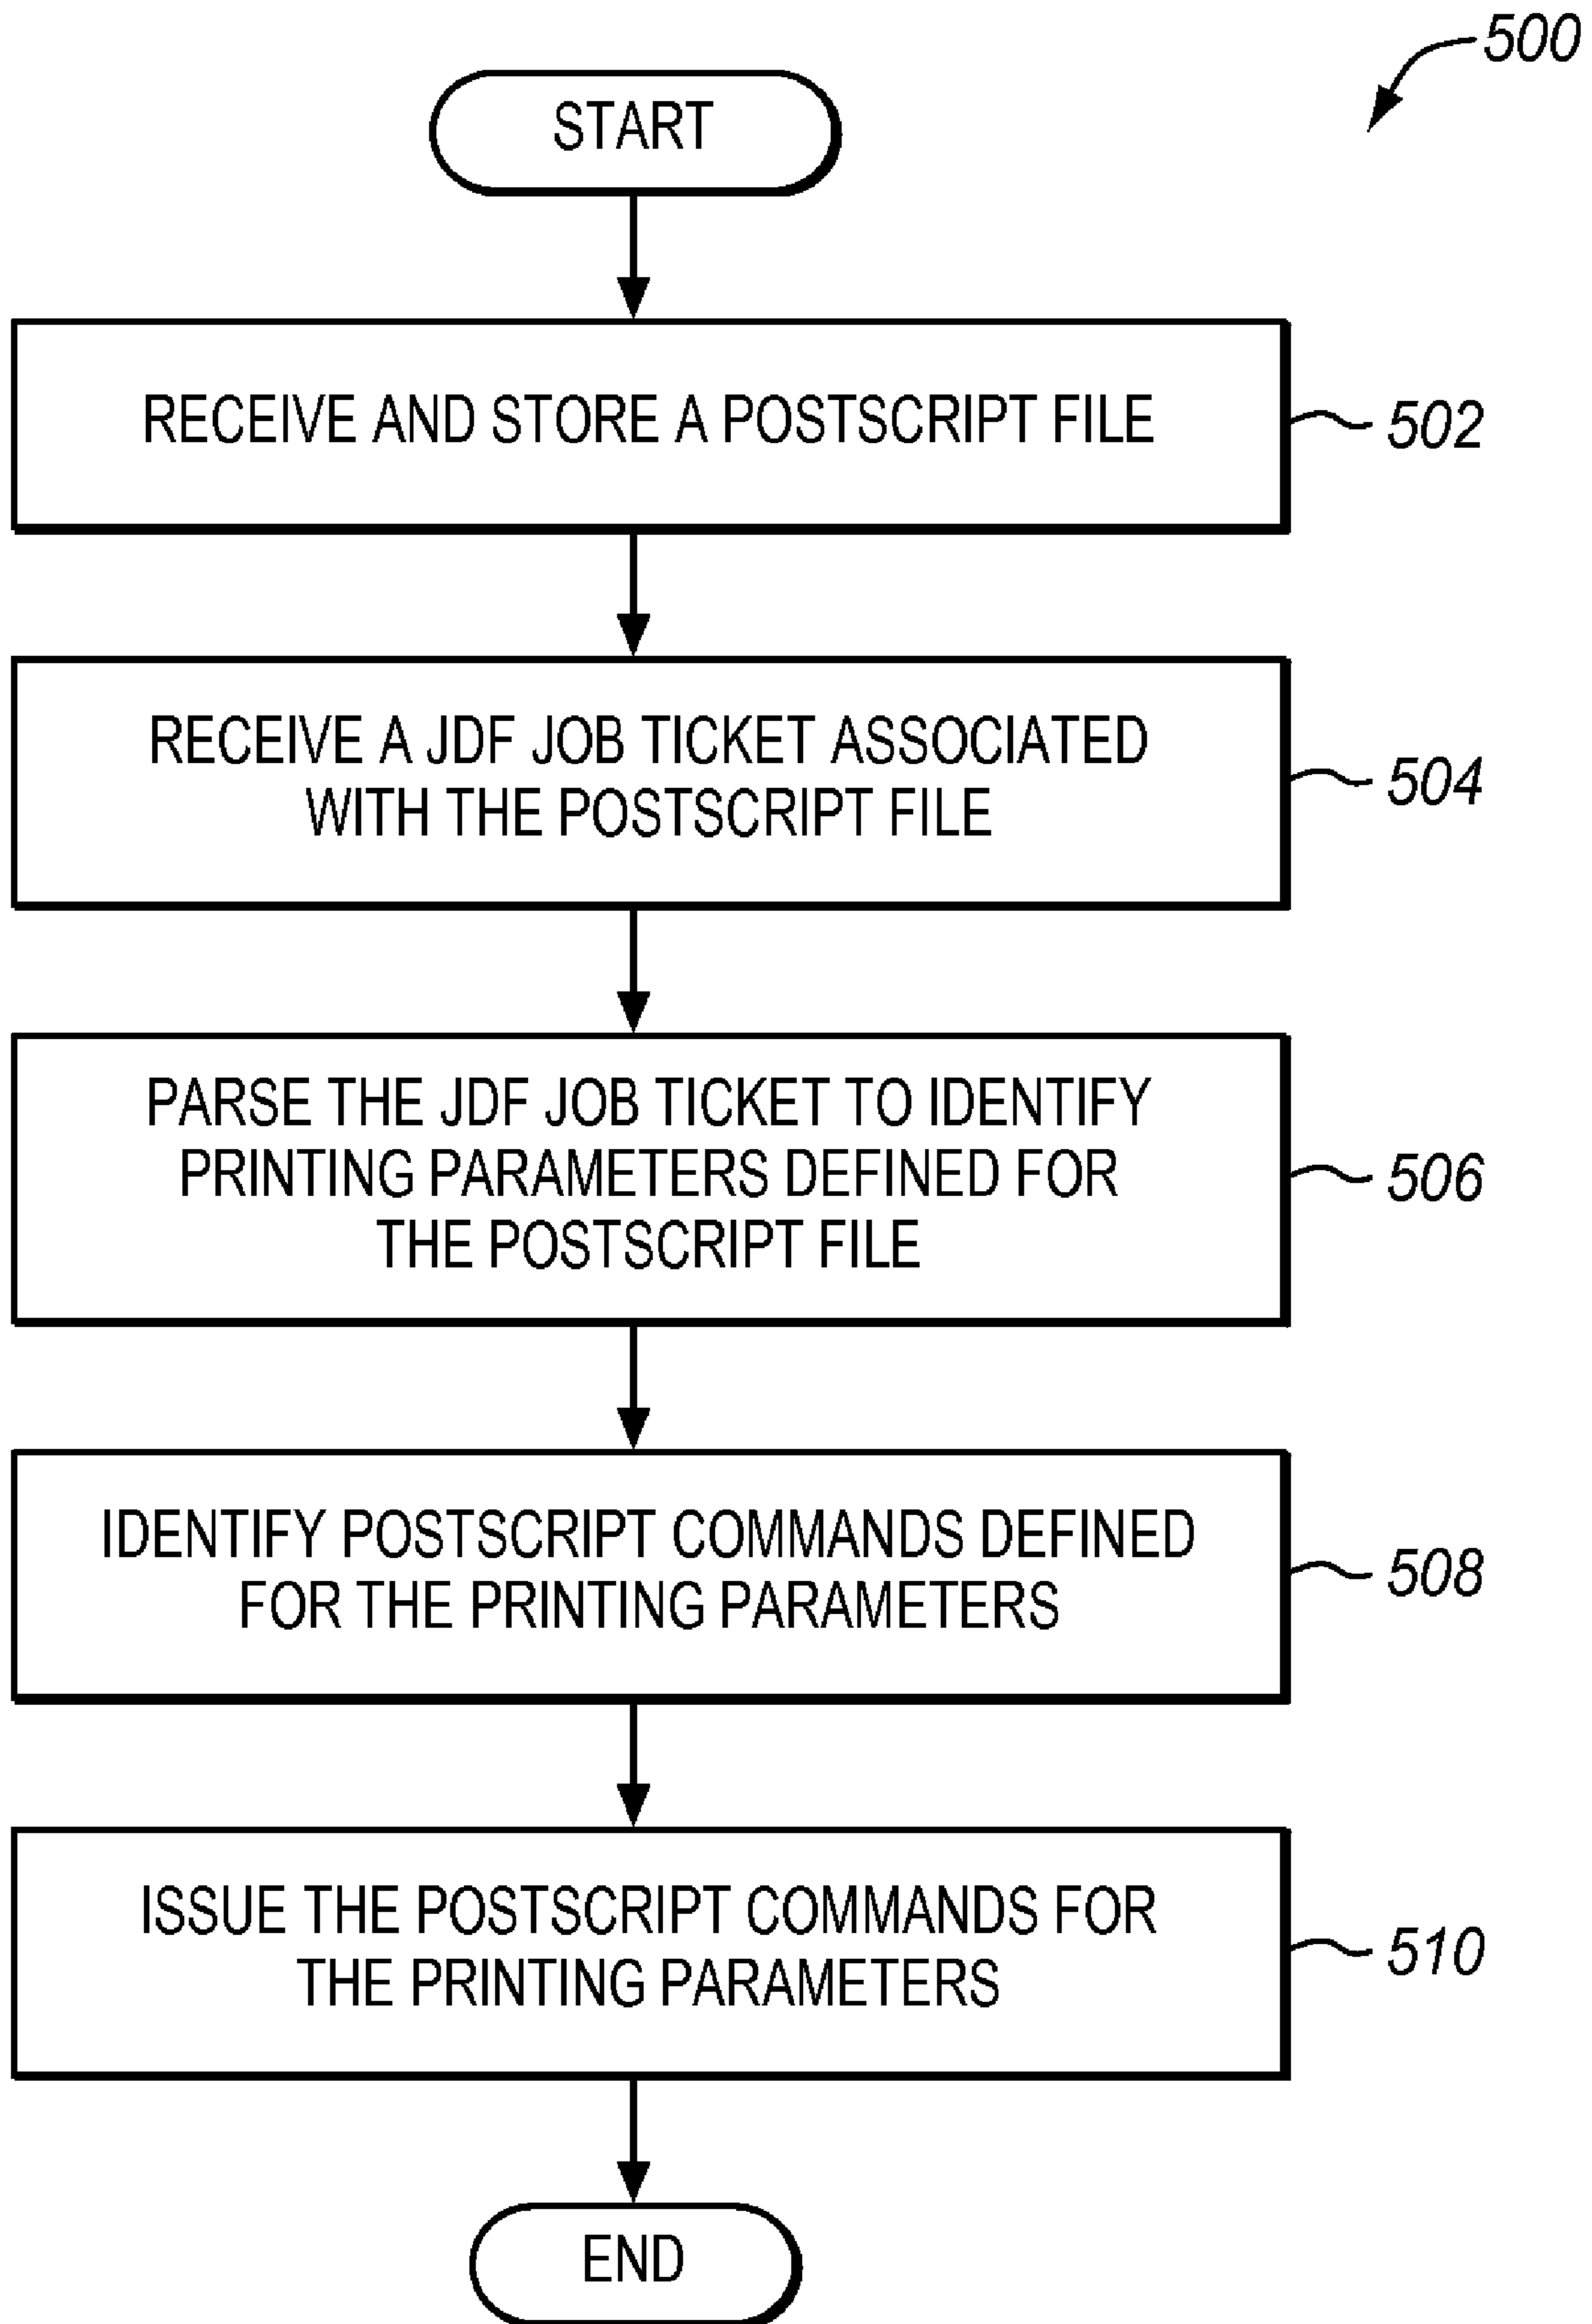 500
START
RECEIVE AND STORE A POSTSCRIPT FILE
502
RECEIVE A JDF JOB TICKET ASSOCIATED
WITH THE POSTSCRIPT FILE
504
PARSE THE JDF JOB TICKET TO IDENTIFY
PRINTING PARAMETERS DEFINED FOR
THE POSTSCRIPT FILE
506
IDENTIFY POSTSCRIPT COMMANDS DEFINED
FOR THE PRINTING PARAMETERS
508
ISSUE THE POSTSCRIPT COMMANDS FOR
THE PRINTING PARAMETERS
510
END